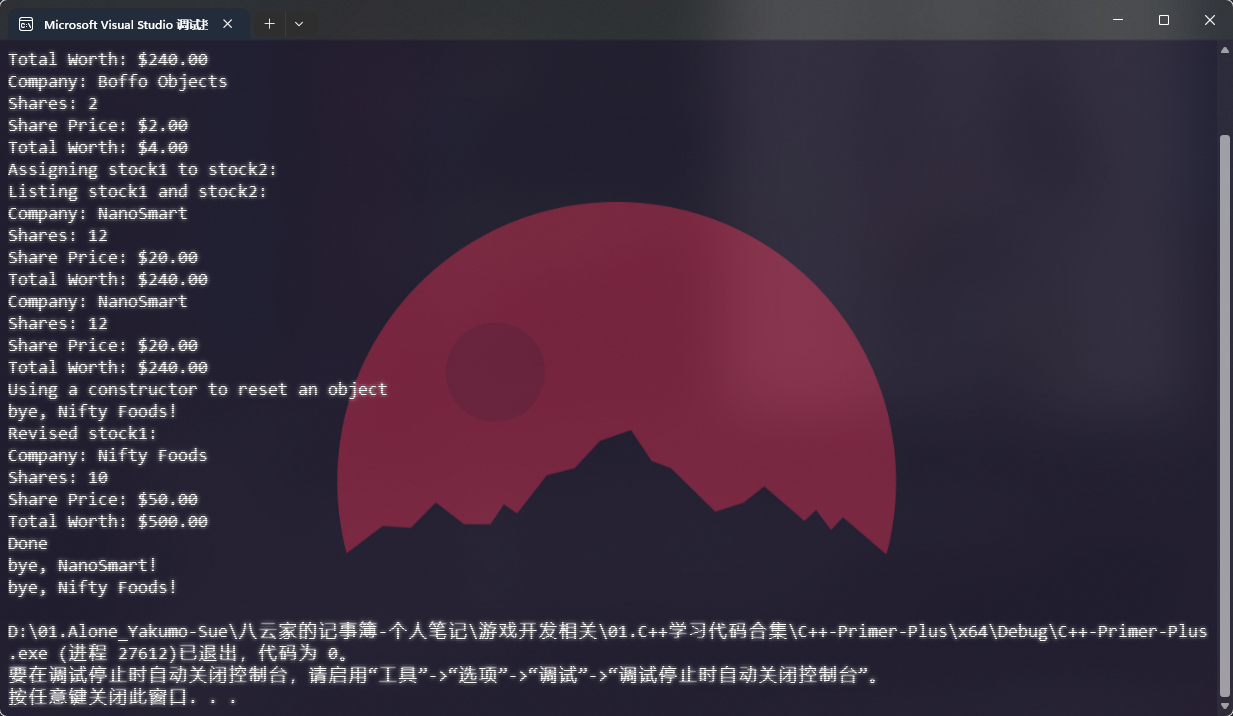 Microsoft Visual Studio 调试
Total Worth: $240.00
Company: Boffo Objects
Shares: 2
Share Price: $2.00
Total Worth: $4.00
Assigning stock1 to stock2:
Listing stock1 and stock2:
Company: NanoSmart
Shares: 12
Share Price: $20.00
Total Worth: $240.00
Company: NanoSmart
Shares: 12
Share Price: $20.00
Total Worth: $240.00
Using a constructor to reset an object
bye, Nifty Foods!
Revised stock1:
Company: Nifty Foods
Shares: 10
Share Price: $50.00
Total Worth: $500.00
Done
bye, NanoSmart!
bye, Nifty Foods!
D:\01.Alone_Yakumo-Sue\八云家的记事簿-个人笔记\游戏开发相关\01.C++学习代码合集\C++-Primer-Plus\x64\Debug\C++-Primer-Plus
.exe (进程 27612)已退出，代码为 0。
要在调试停止时自动关闭控制台，请启用“工具”->“选项”->“调试”->“调试停止时自动关闭控制台”。
按任意键关闭此窗口. . .